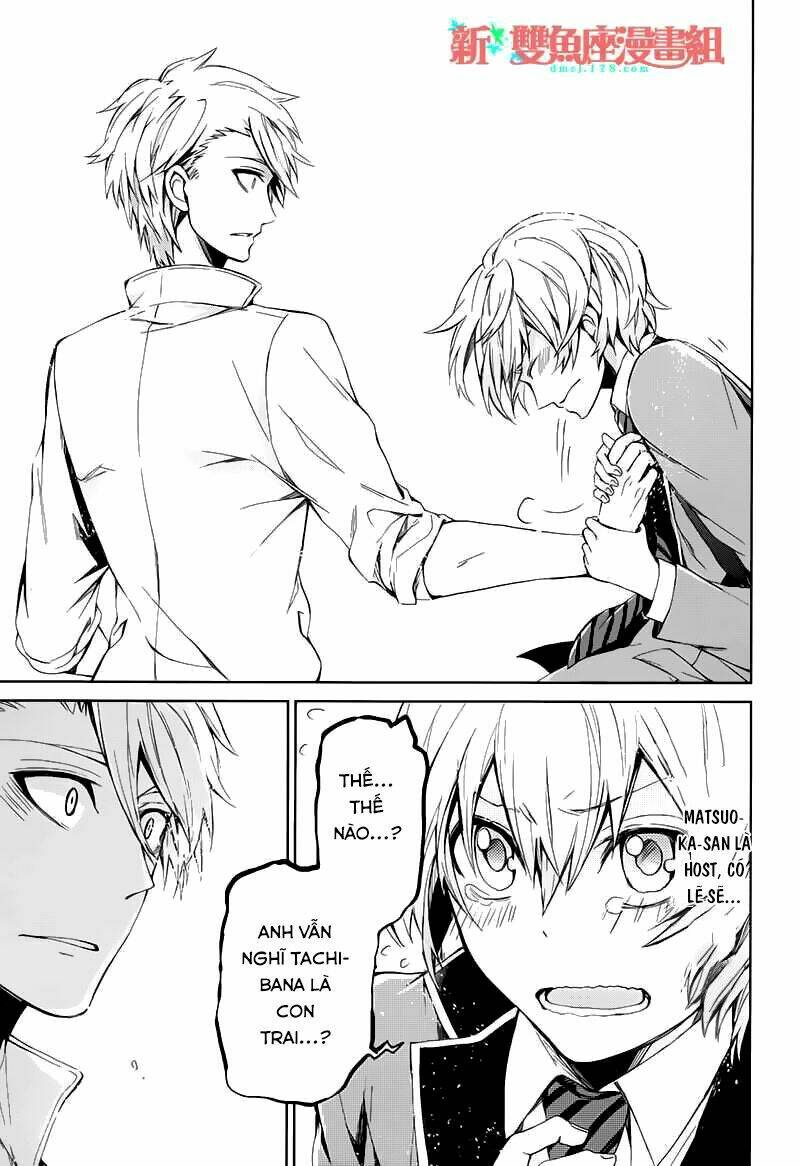 新☆雙魚座漫畫組
dmzj.178.com
MATSUO-
KA-SAN LÀ
HOST, CÓ
LẼ SẼ...
THẾ...
THẾ
NÀO...?
ANH VẪN
NGHĨ TACHI-
BANA LÀ
CON
TRAI...?